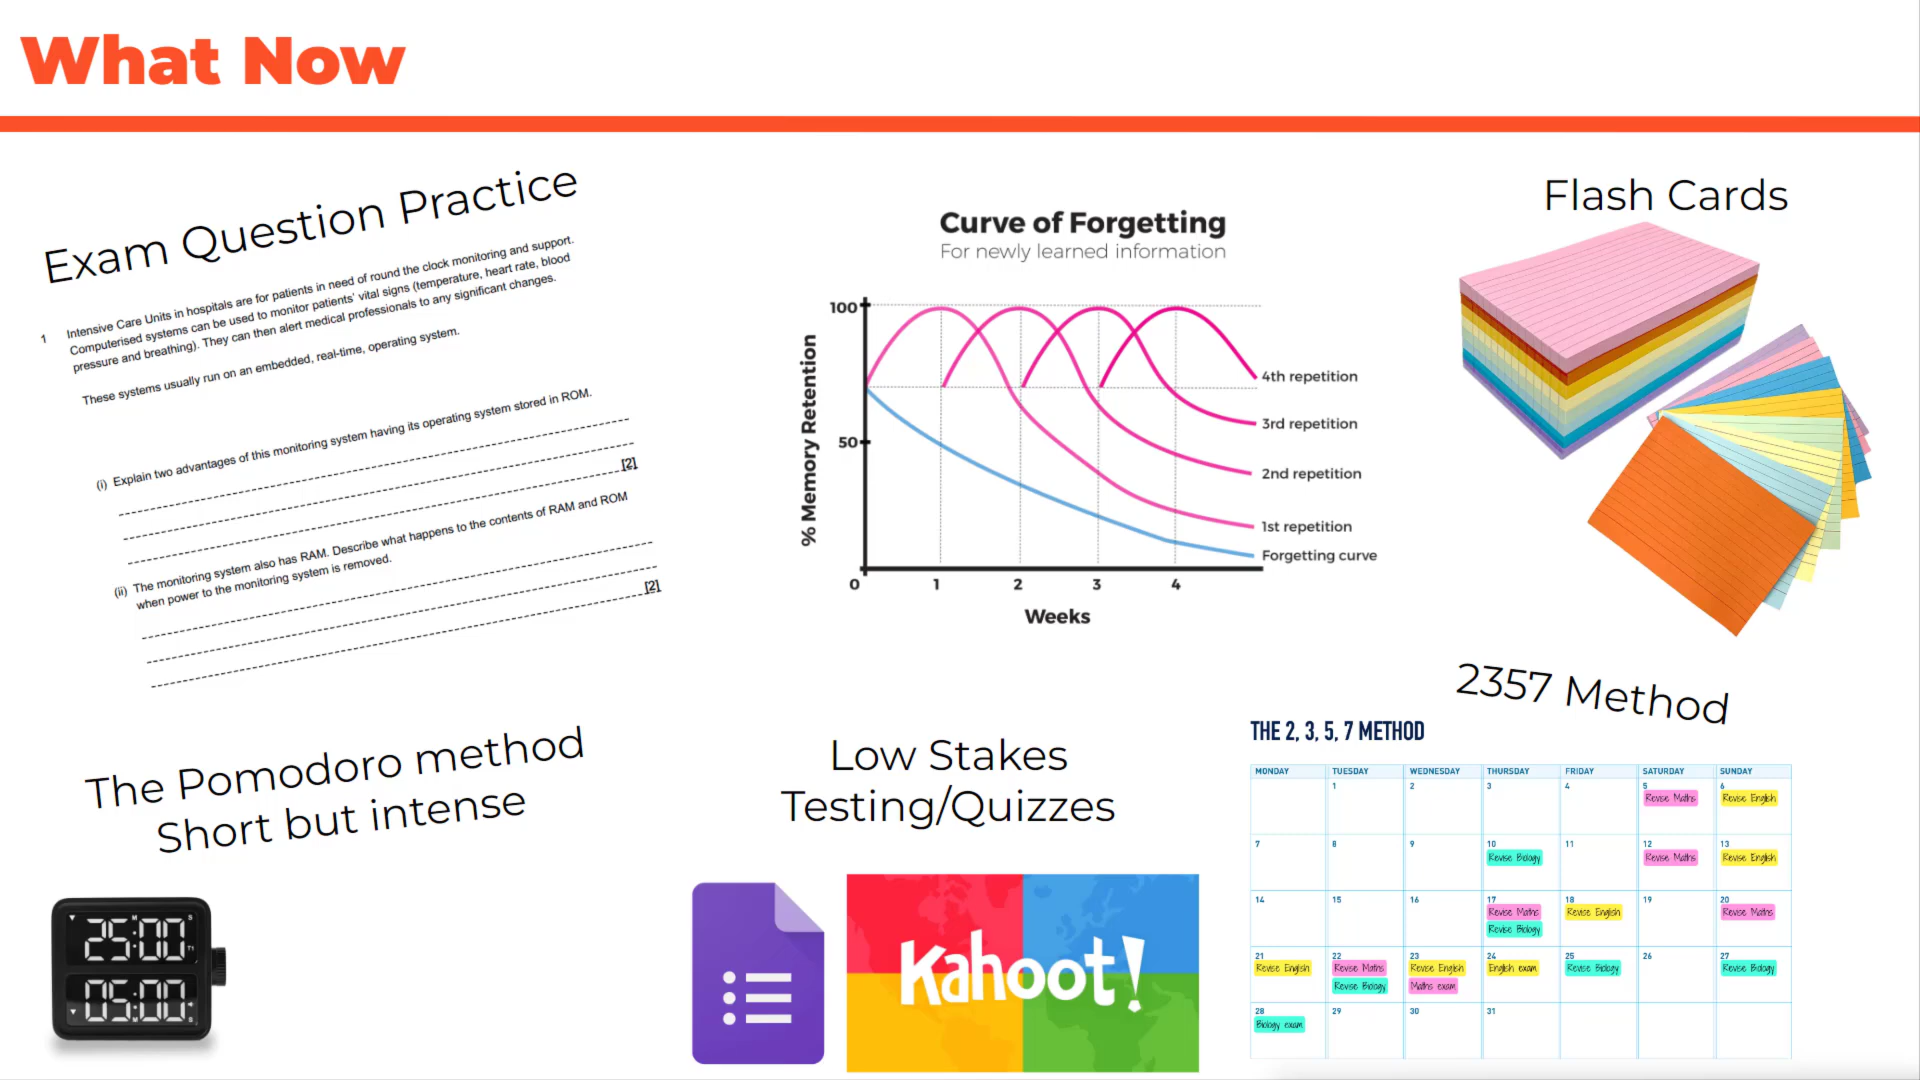 What Now
Exam Question Practice
1 Intensive Care Units in hospitals are for patients in need of round the clock monitoring and support.
Computerised systems can be used to monitor patients' vital signs (temperature, heart rate, blood
pressure and breathing). They can then alert medical professionals to any significant changes.
These systems usually run on an embedded, real-time, operating system.
(i) Explain two advantages of this monitoring system having its operating system stored in ROM.
[2]
(ii) The monitoring system also has RAM. Describe what happens to the contents of RAM and ROM
when power to the monitoring system is removed.
[2]
Curve of Forgetting
For newly learned information
% Memory Retention
100
50
0 1 2 3 4
Weeks
4th repetition
3rd repetition
2nd repetition
1st repetition
Forgetting curve
Flash Cards
The Pomodoro method
Short but intense
M S
25:00
T1
05:00
M S
Low Stakes
Testing/Quizzes
Kahoot!
2357 Method
THE 2, 3, 5, 7 METHOD
MONDAY TUESDAY WEDNESDAY THURSDAY FRIDAY SATURDAY SUNDAY
1 2 3 4 5 6
Revise Maths Revise English
7 8 9 10 11 12 13
Revise Biology Revise Maths Revise English
14 15 16 17 18 19 20
Revise Maths Revise English Revise Maths
Revise Biology
21 22 23 24 25 26 27
Revise English Revise Maths Revise English English exam Revise Biology Revise Biology
Revise Biology Maths exam
28 29 30 31
Biology exam